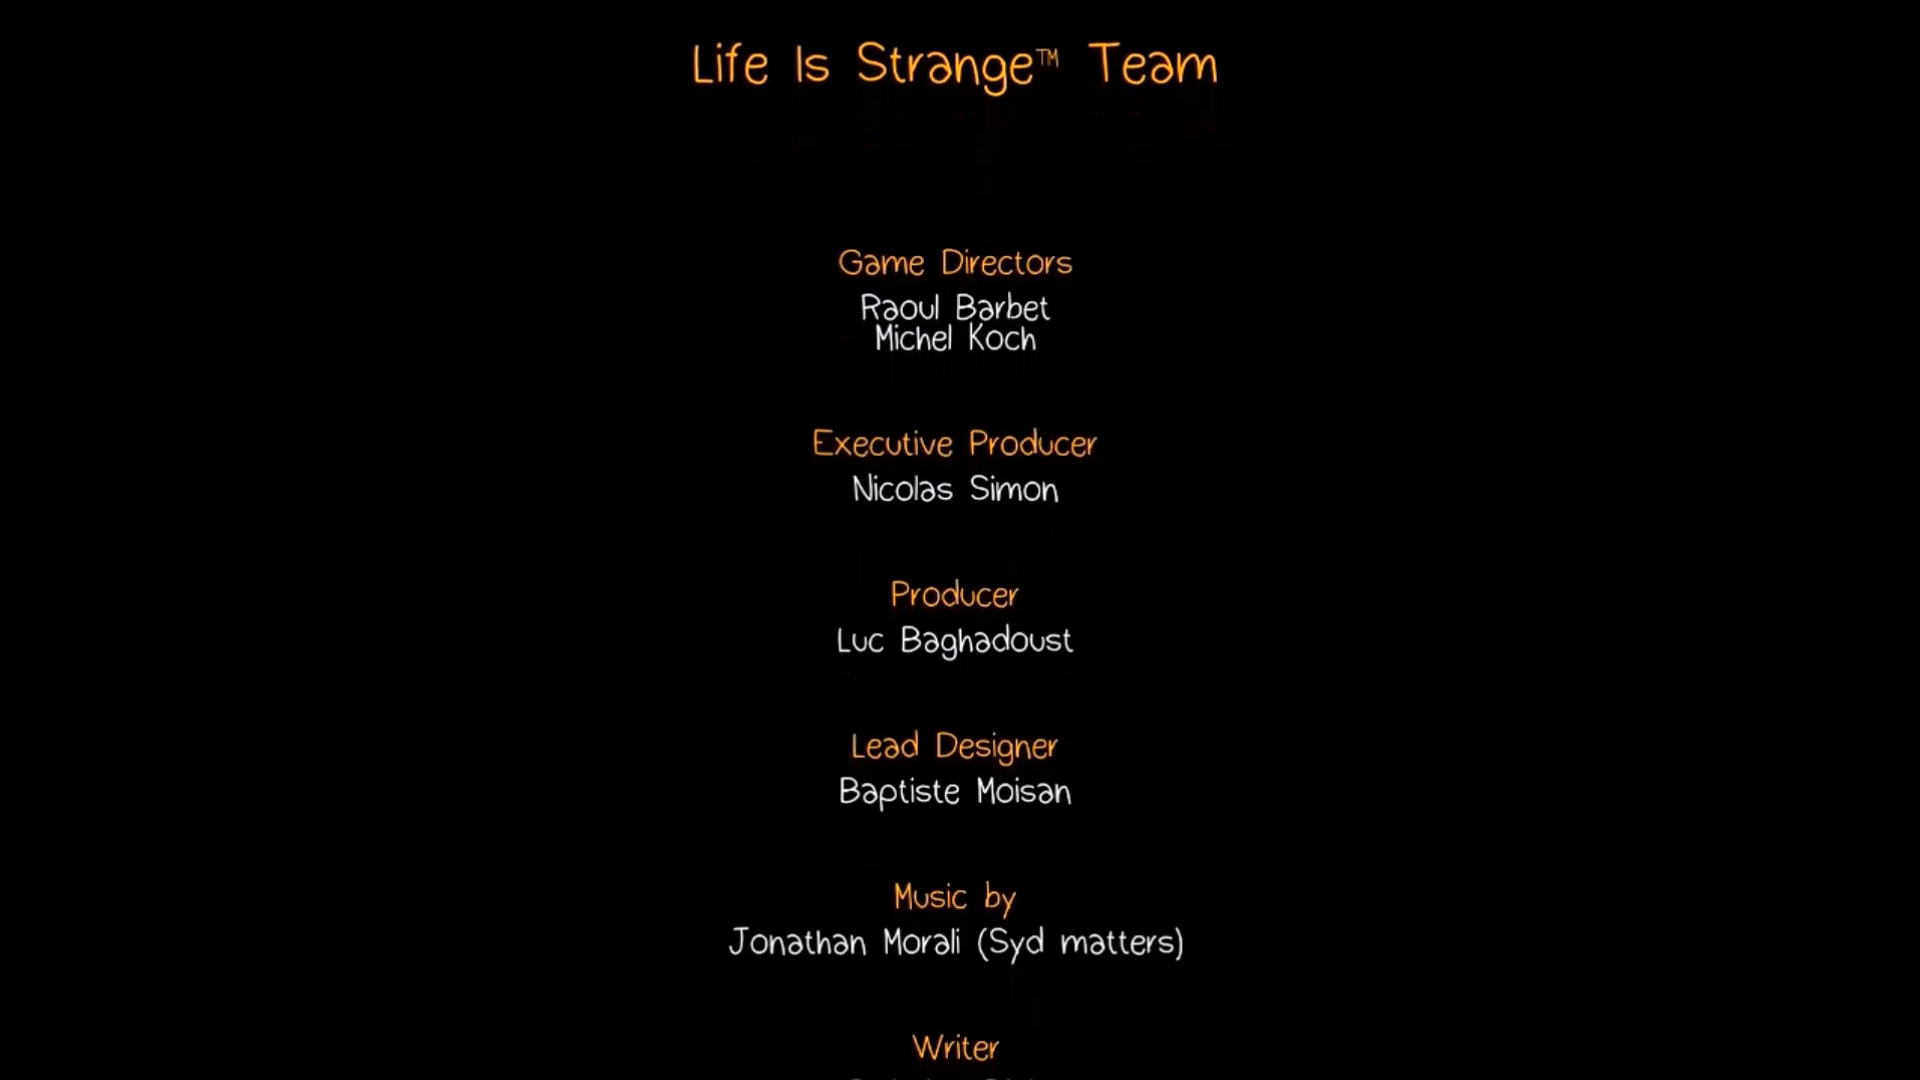 Life Is Strange™ Team
Game Directors
Raoul Barbet
Michel Koch
Executive Producer
Nicolas Simon
Producer
Luc Baghadoust
Lead Designer
Baptiste Moisan
Music by
Jonathan Morali (Syd matters)
Writer